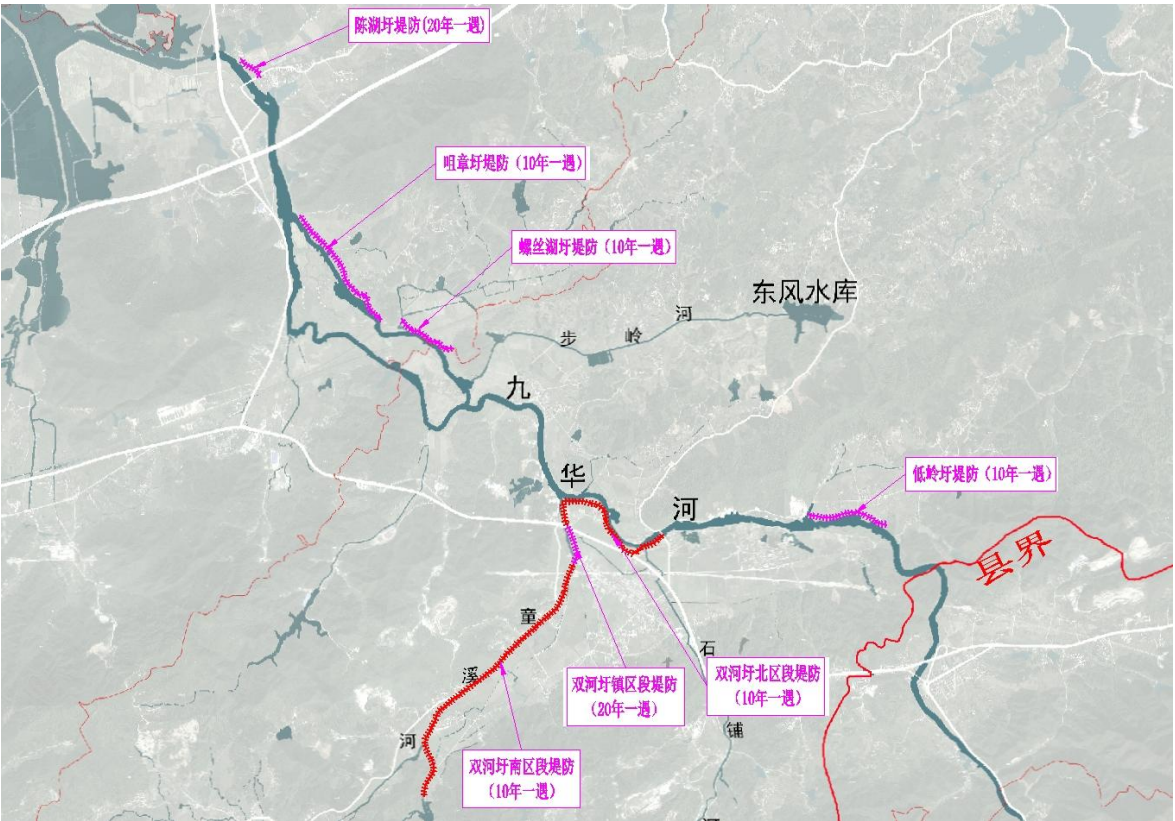 陈湖圩堤防(20年一遇)
咀章圩堤防（10年一遇）
螺丝湖圩堤防（10年一遇）
东风水库
步岭河
九华河
低岭圩堤防（10年一遇）
县界
童溪河
石铺
双河圩镇区段堤防
（20年一遇）
双河圩北区段堤防
（10年一遇）
双河圩南区段堤防
（10年一遇）